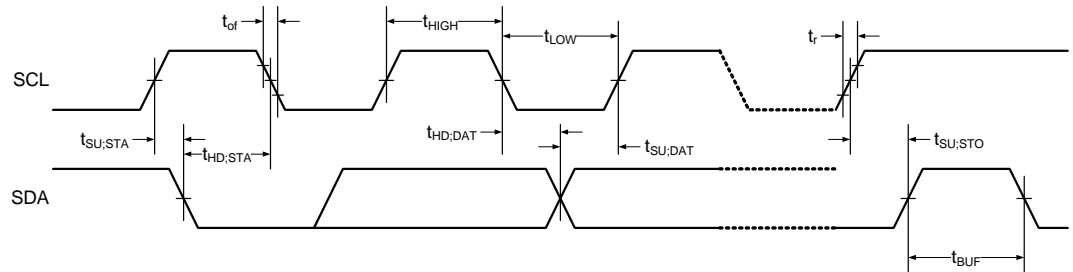 tof
tHIGH
tLOW
tr
SCL
tSU;STA
tHD;STA
tHD;DAT
tSU;DAT
tSU;STO
SDA
tBUF